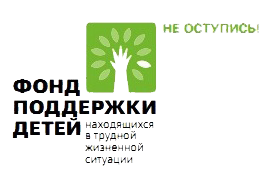 НЕ ОСТУПИСЬ!
ФОНД
ПОДДЕРЖКИ
ДЕТЕЙ
находящихся
в трудной
жизненной
ситуации